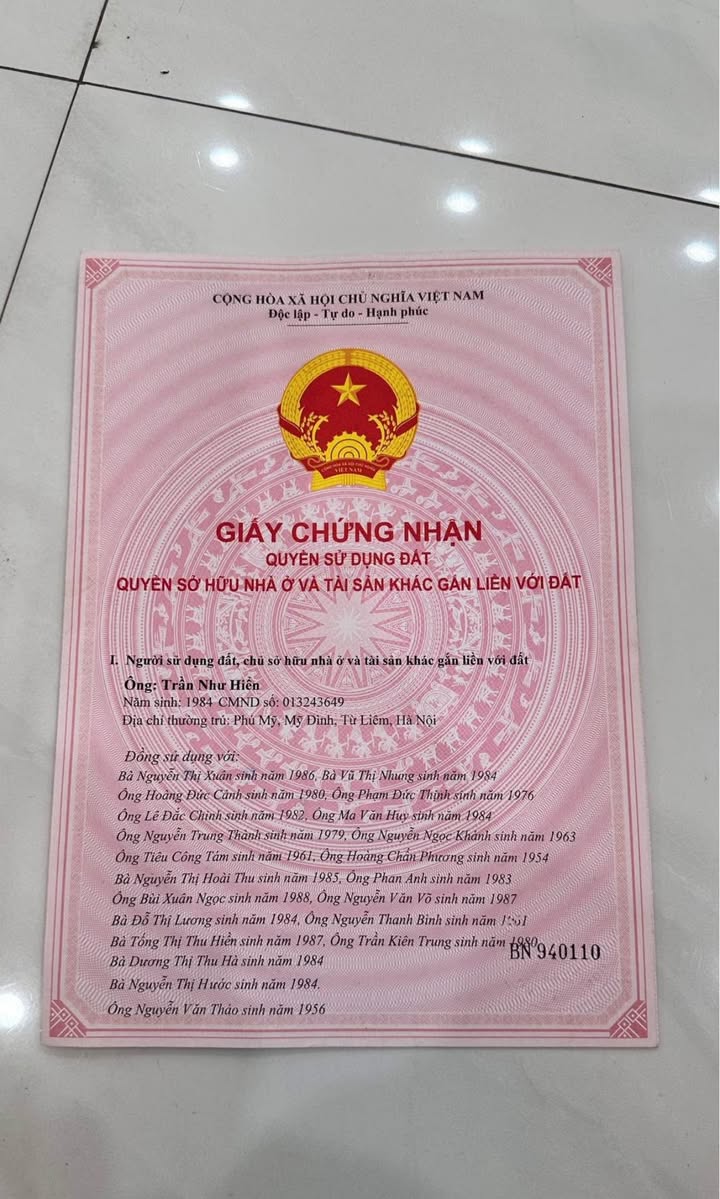 CỘNG HÒA XÃ HỘI CHỦ NGHĨA VIỆT NAM
Độc lập - Tự do - Hạnh phúc
CỘNG HÒA XÃ HỘI CHỦ NGHĨA
VIỆT NAM
GIẤY CHỨNG NHẬN
QUYỀN SỬ DỤNG ĐẤT
QUYỀN SỞ HỮU NHÀ Ở VÀ TÀI SẢN KHÁC GẮN LIỀN VỚI ĐẤT
I. Người sử dụng đất, chủ sở hữu nhà ở và tài sản khác gắn liền với đất
Ông: Trần Như Hiến
Năm sinh: 1984 CMND số: 013243649
Địa chỉ thường trú: Phú Mỹ, Mỹ Đình, Từ Liêm, Hà Nội
Đồng sử dụng với:
Bà Nguyễn Thị Xuân sinh năm 1986, Bà Vũ Thị Nhung sinh năm 1984
Ông Hoàng Đức Cảnh sinh năm 1980, Ông Phạm Đức Thịnh sinh năm 1976
Ông Lê Đắc Chinh sinh năm 1982, Ông Ma Văn Huy sinh năm 1984
Ông Nguyễn Trung Thành sinh năm 1979, Ông Nguyễn Ngọc Khánh sinh năm 1963
Ông Tiêu Công Tám sinh năm 1961, Ông Hoàng Chấn Phương sinh năm 1954
Bà Nguyễn Thị Hoài Thu sinh năm 1985, Ông Phan Anh sinh năm 1983
Ông Bùi Xuân Ngọc sinh năm 1988, Ông Nguyễn Văn Võ sinh năm 1987
Bà Đỗ Thị Lương sinh năm 1984, Ông Nguyễn Thanh Bình sinh năm
Bà Tống Thị Thu Hiền sinh năm 1987, Ông Trần Kiên Trung sinh năm 1980
BN 940110
Bà Dương Thị Thu Hà sinh năm 1984
Bà Nguyễn Thị Hước sinh năm 1984.
Ông Nguyễn Văn Thảo sinh năm 1956